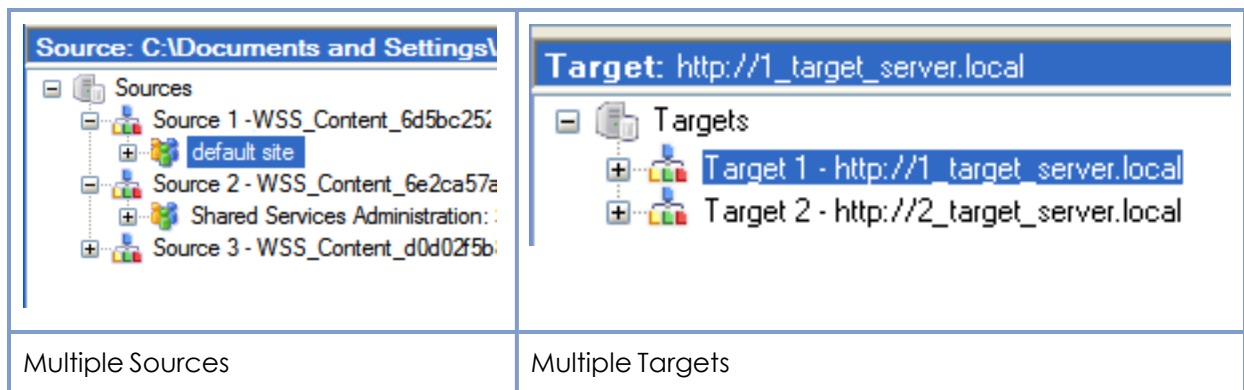 Source: C:\Documents and Settings\
Sources
Source 1 -WSS_Content_6d5bc252
default site
Source 2 - WSS_Content_6e2ca57a
Shared Services Administration:
Source 3 - WSS_Content_d0d02f5b
Target: http://1_target_server.local
Targets
Target 1 - http://1_target_server.local
Target 2 - http://2_target_server.local
Multiple Sources
Multiple Targets